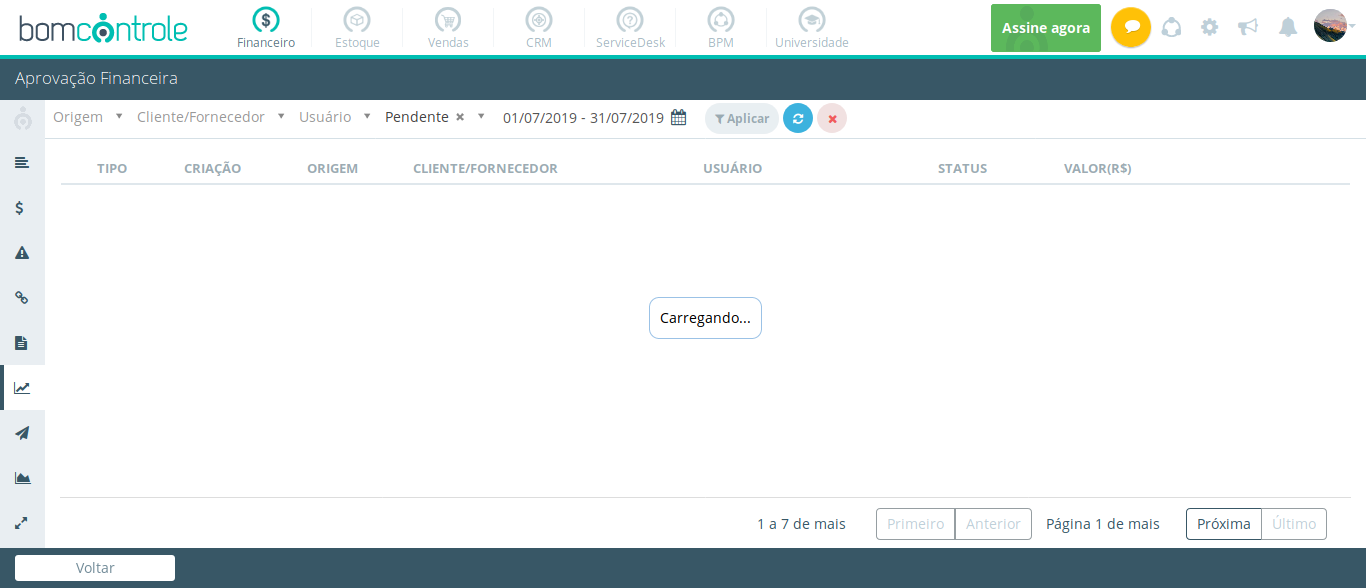 bomcontrole
Financeiro
Estoque
Vendas
CRM
ServiceDesk
BPM
Universidade
Assine agora
Aprovação Financeira
Origem Cliente/Fornecedor Usuário Pendente × 01/07/2019 - 31/07/2019 Aplicar
TIPO CRIAÇÃO ORIGEM CLIENTE/FORNECEDOR USUÁRIO STATUS VALOR(R$)
Carregando...
1 a 7 de mais Primeiro Anterior Página 1 de mais Próxima Último
Voltar